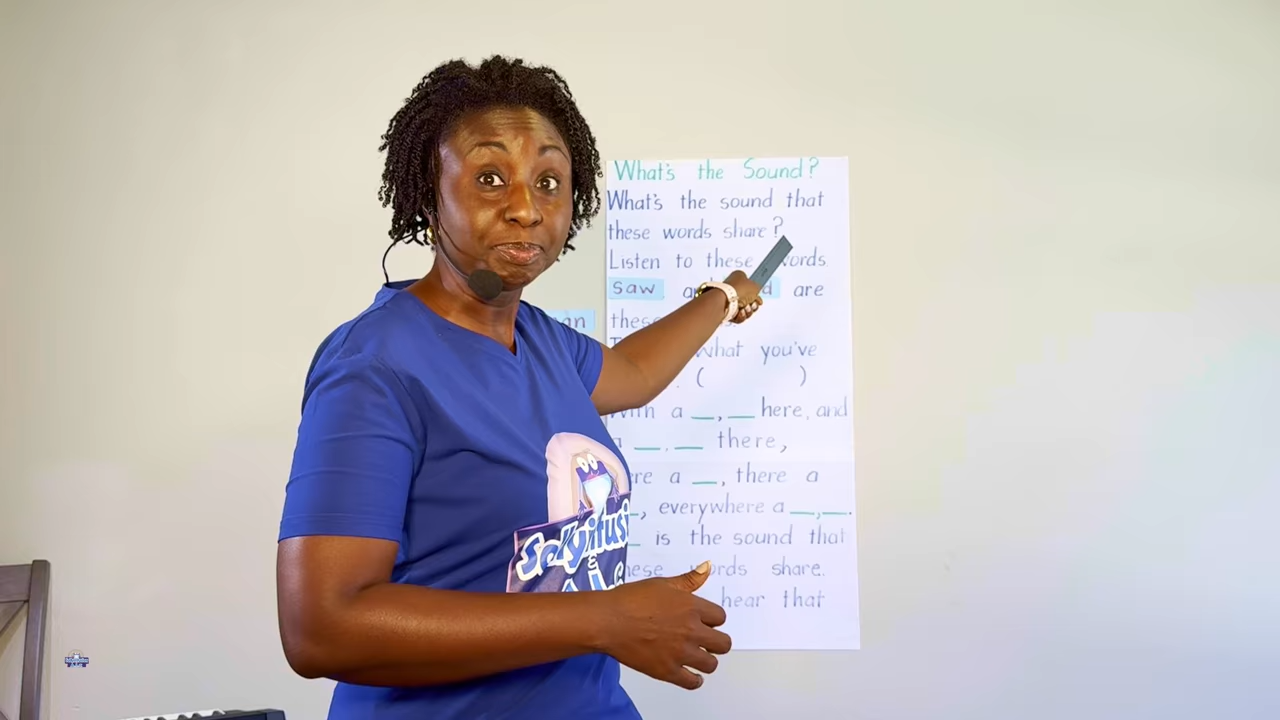 What's the Sound?
What's the sound that
these words share?
Listen to these words
saw are
these
what you've
( )
With a __, __ here, and
a __, __ there,
a __, there a
, everywhere a __,__.
is the sound that
these words share.
hear that